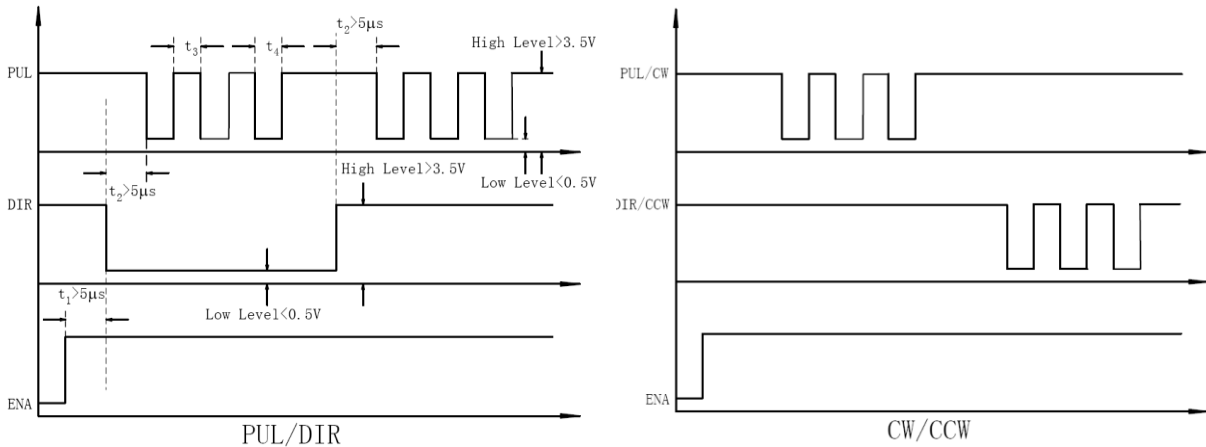 t₂>5μs
High Level>3.5V
t₃
t₄
PUL
High Level>3.5V
Low Level<0.5V
t₂>5μs
DIR
t₁>5μs
Low Level<0.5V
ENA
PUL/DIR
PUL/CW
DIR/CCW
ENA
CW/CCW